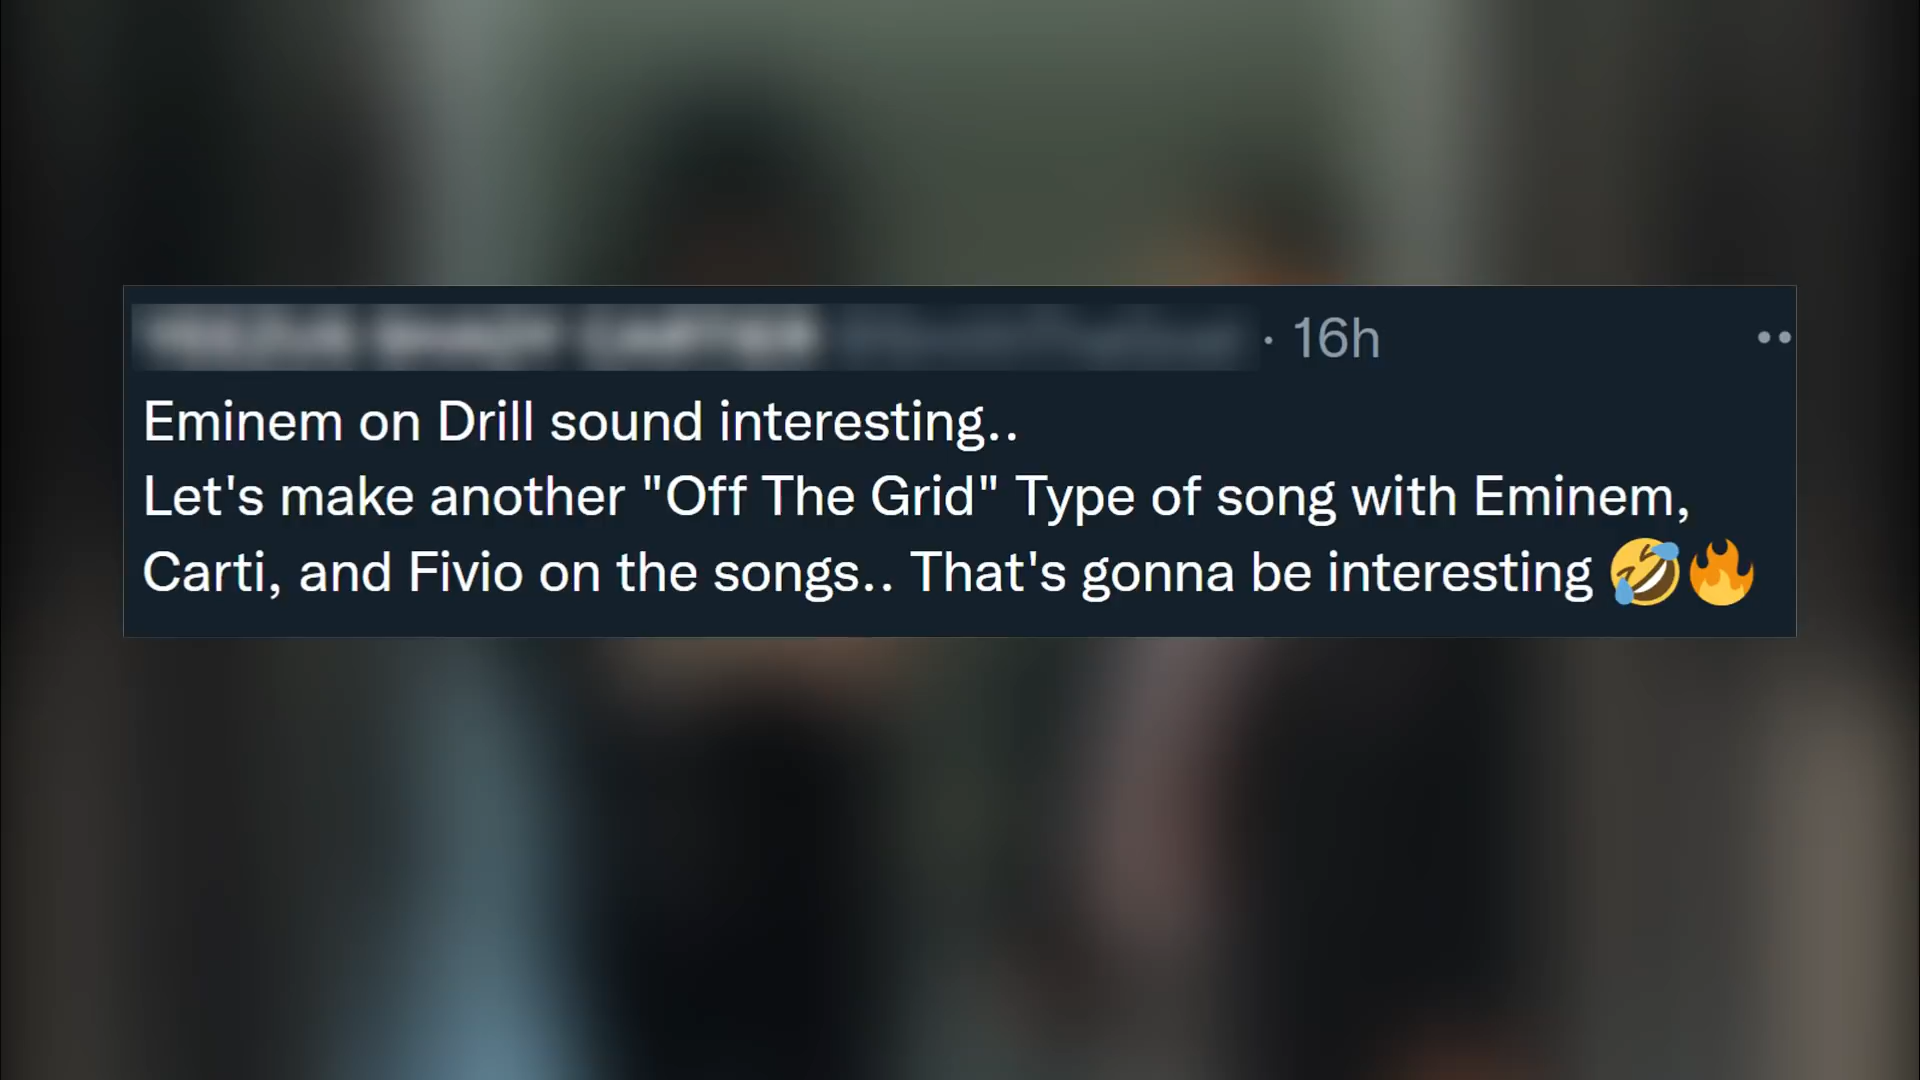 · 16h
Eminem on Drill sound interesting..
Let's make another "Off The Grid" Type of song with Eminem,
Carti, and Fivio on the songs.. That's gonna be interesting 🤣🔥